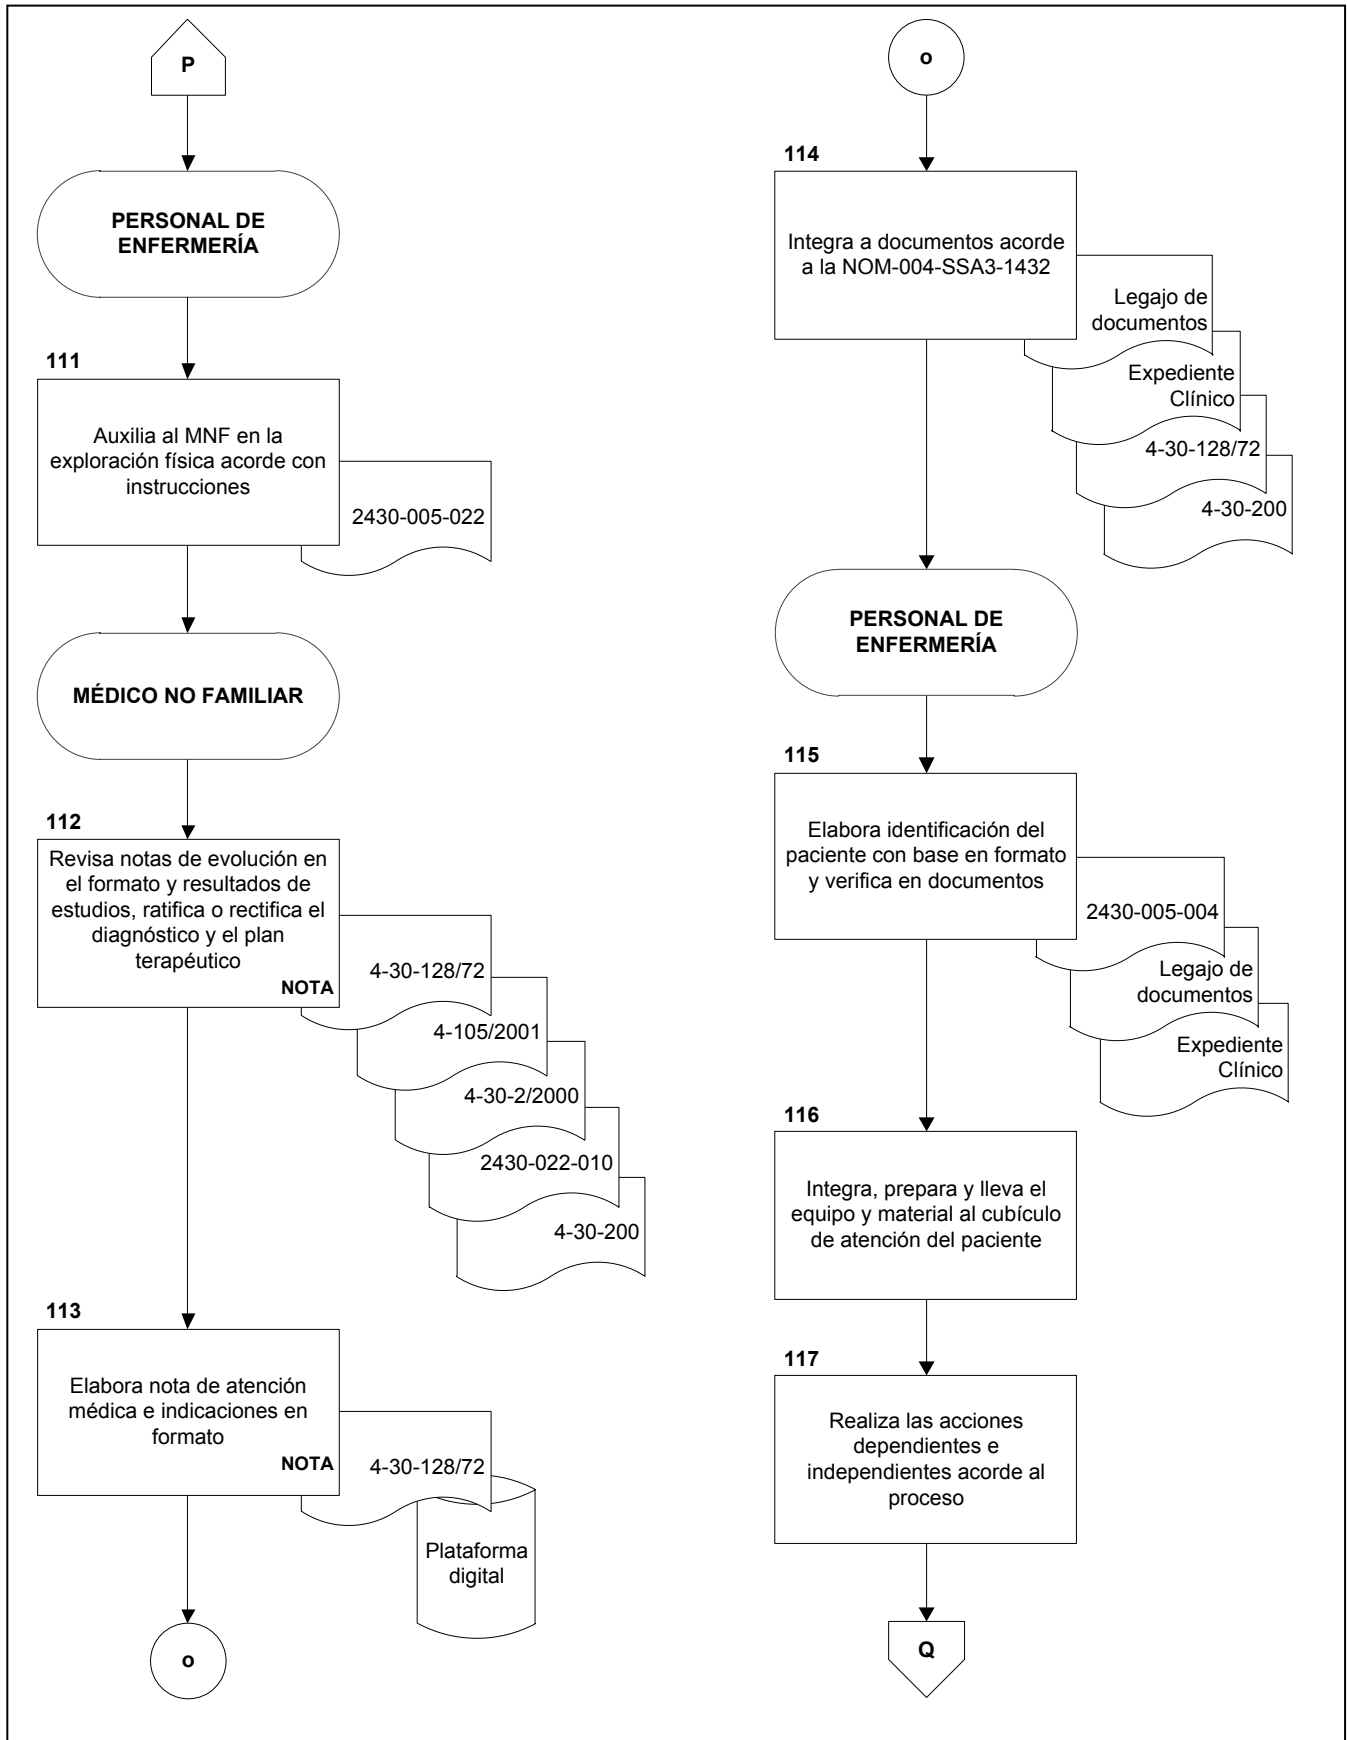 P
PERSONAL DE
ENFERMERÍA
111
Auxilia al MNF en la
exploración física acorde con
instrucciones
2430-005-022
MÉDICO NO FAMILIAR
112
Revisa notas de evolución en
el formato y resultados de
estudios, ratifica o rectifica el
diagnóstico y el plan
terapéutico
NOTA
4-30-128/72
4-105/2001
4-30-2/2000
2430-022-010
4-30-200
113
Elabora nota de atención
médica e indicaciones en
formato
NOTA
4-30-128/72
Plataforma
digital
o
o
114
Integra a documentos acorde
a la NOM-004-SSA3-1432
Legajo de
documentos
Expediente
Clínico
4-30-128/72
4-30-200
PERSONAL DE
ENFERMERÍA
115
Elabora identificación del
paciente con base en formato
y verifica en documentos
2430-005-004
Legajo de
documentos
Expediente
Clínico
116
Integra, prepara y lleva el
equipo y material al cubículo
de atención del paciente
117
Realiza las acciones
dependientes e
independientes acorde al
proceso
Q